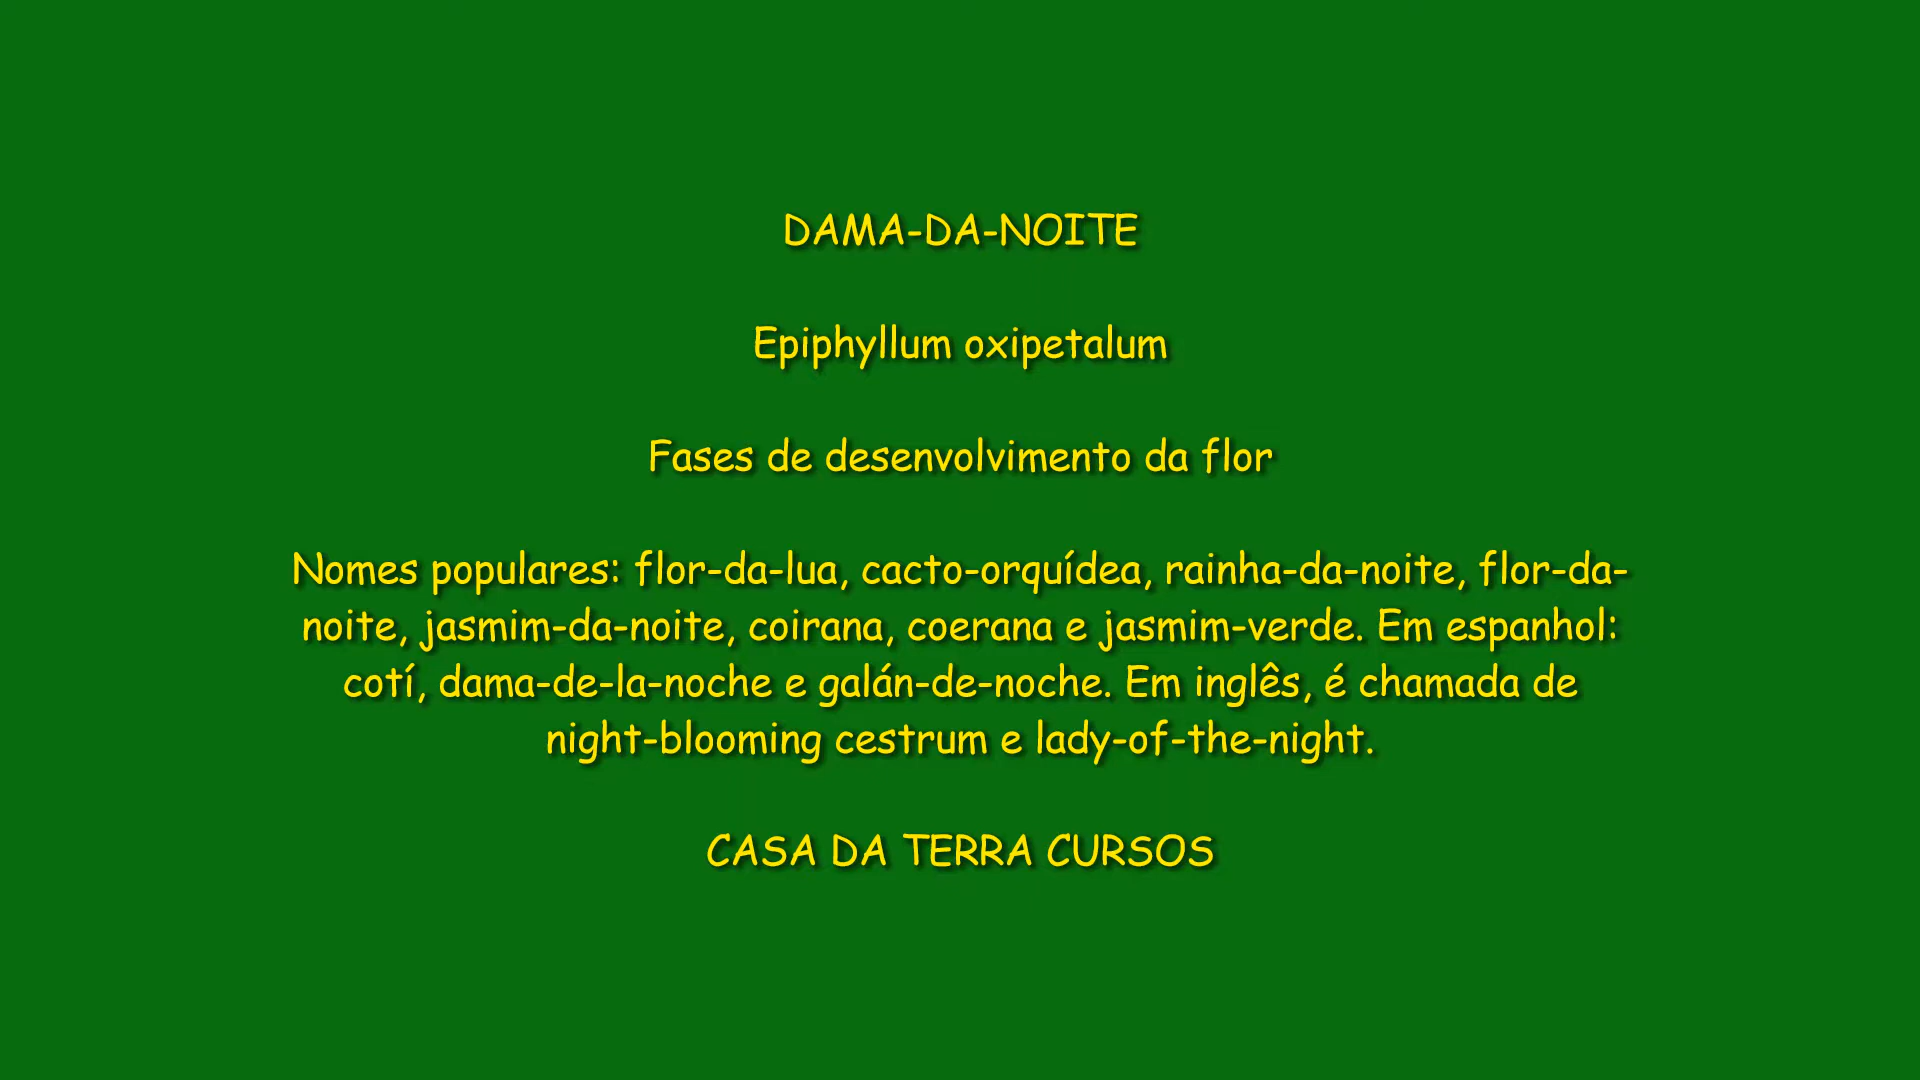 DAMA-DA-NOITE
Epiphyllum oxipetalum
Fases de desenvolvimento da flor
Nomes populares: flor-da-lua, cacto-orquídea, rainha-da-noite, flor-da-
noite, jasmim-da-noite, coirana, coerana e jasmim-verde. Em espanhol:
cotí, dama-de-la-noche e galán-de-noche. Em inglês, é chamada de
night-blooming cestrum e lady-of-the-night.
CASA DA TERRA CURSOS